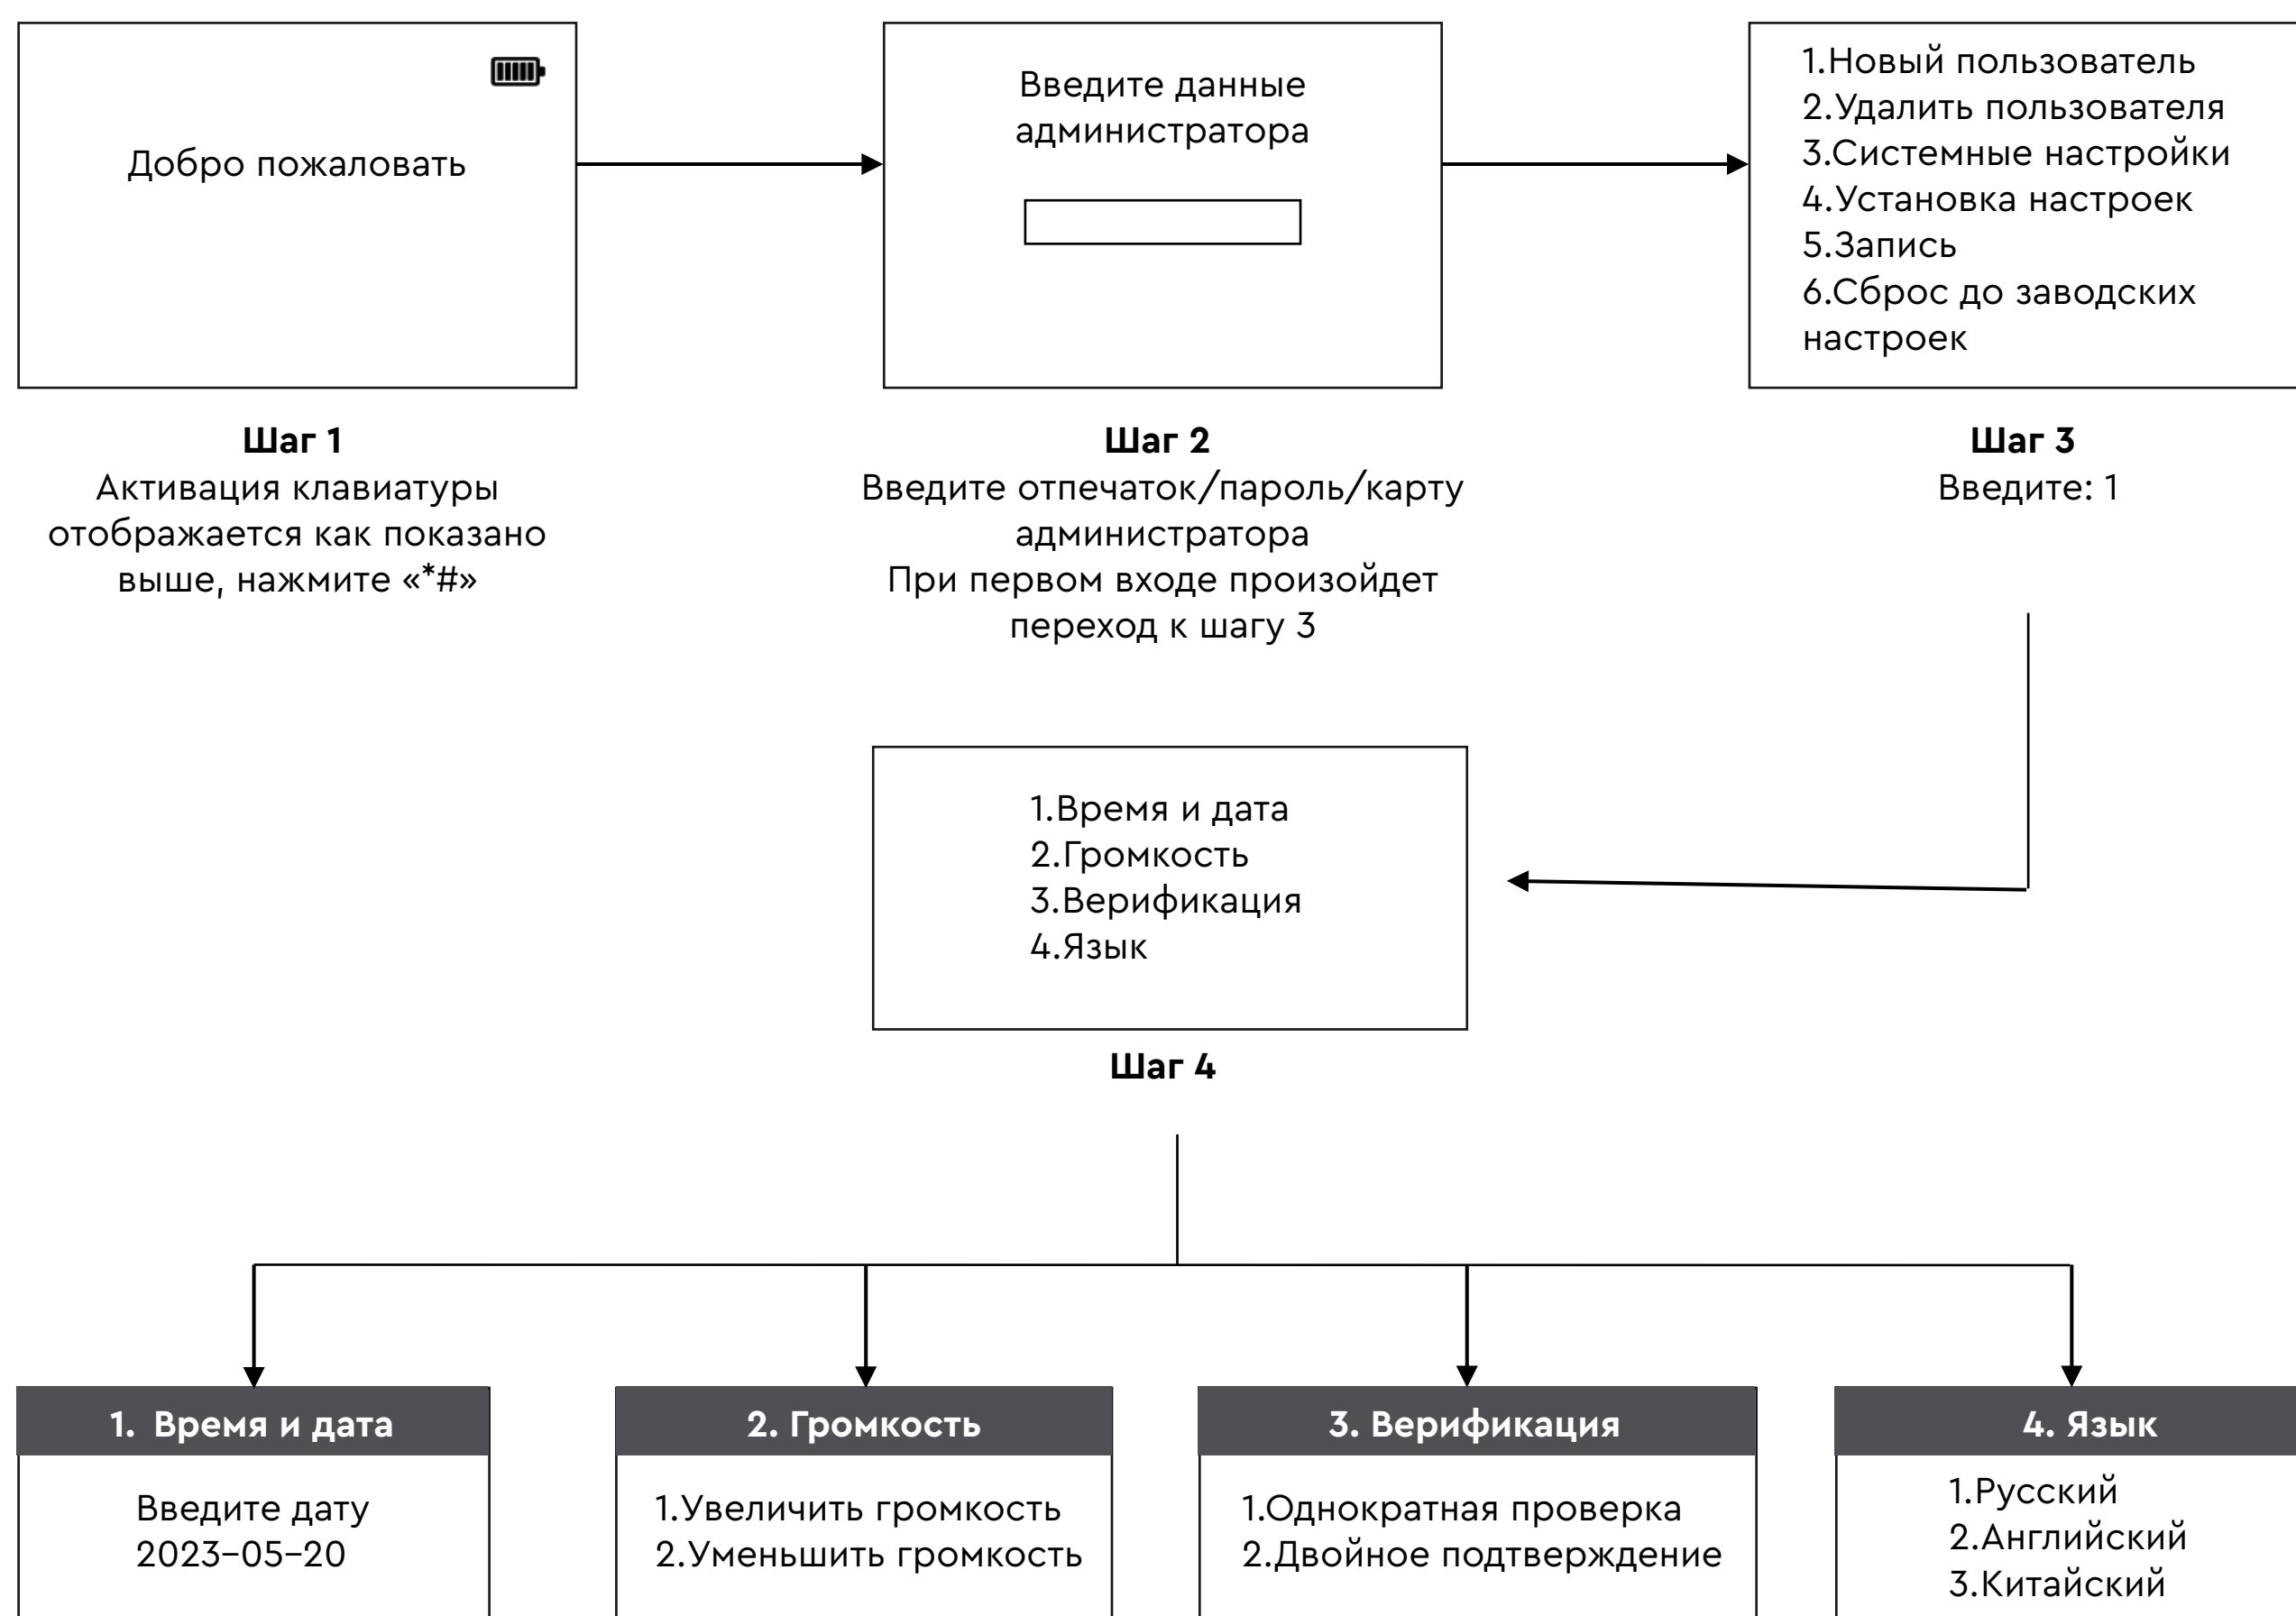 Добро пожаловать
Введите данные
администратора
1.Новый пользователь
2.Удалить пользователя
3.Системные настройки
4.Установка настроек
5.Запись
6.Сброс до заводских
настроек
Шаг 1
Активация клавиатуры
отображается как показано
выше, нажмите «*#»
Шаг 2
Введите отпечаток/пароль/карту
администратора
При первом входе произойдет
переход к шагу 3
Шаг 3
Введите: 1
1.Время и дата
2.Громкость
3.Верификация
4.Язык
Шаг 4
1. Время и дата
Введите дату
2023-05-20
2. Громкость
1.Увеличить громкость
2.Уменьшить громкость
3. Верификация
1.Однократная проверка
2.Двойное подтверждение
4. Язык
1.Русский
2.Английский
3.Китайский